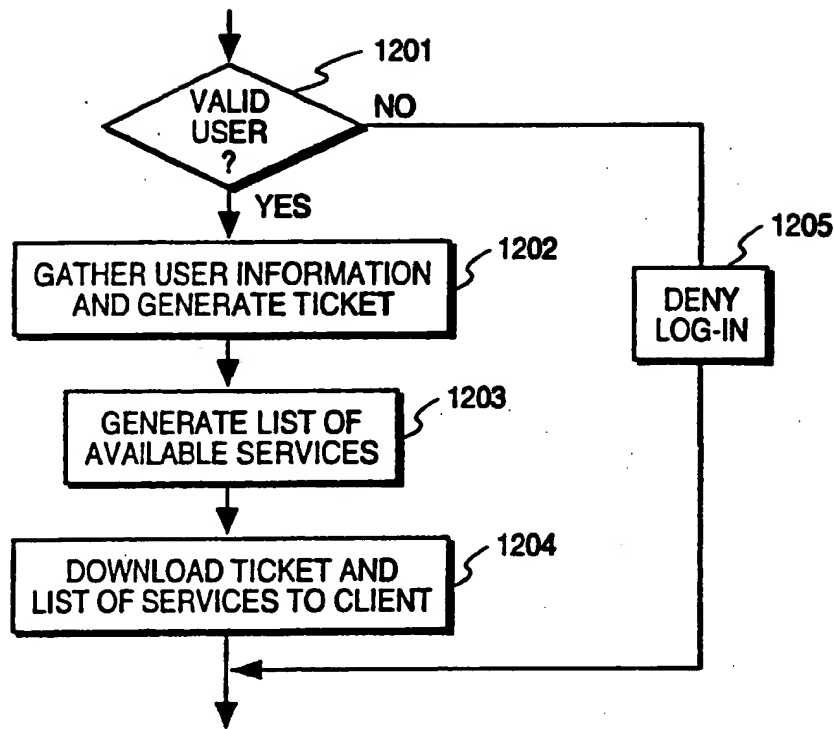 1201
VALID
USER
?
NO
YES
1202
GATHER USER INFORMATION
AND GENERATE TICKET
1205
DENY
LOG-IN
1203
GENERATE LIST OF
AVAILABLE SERVICES
1204
DOWNLOAD TICKET AND
LIST OF SERVICES TO CLIENT